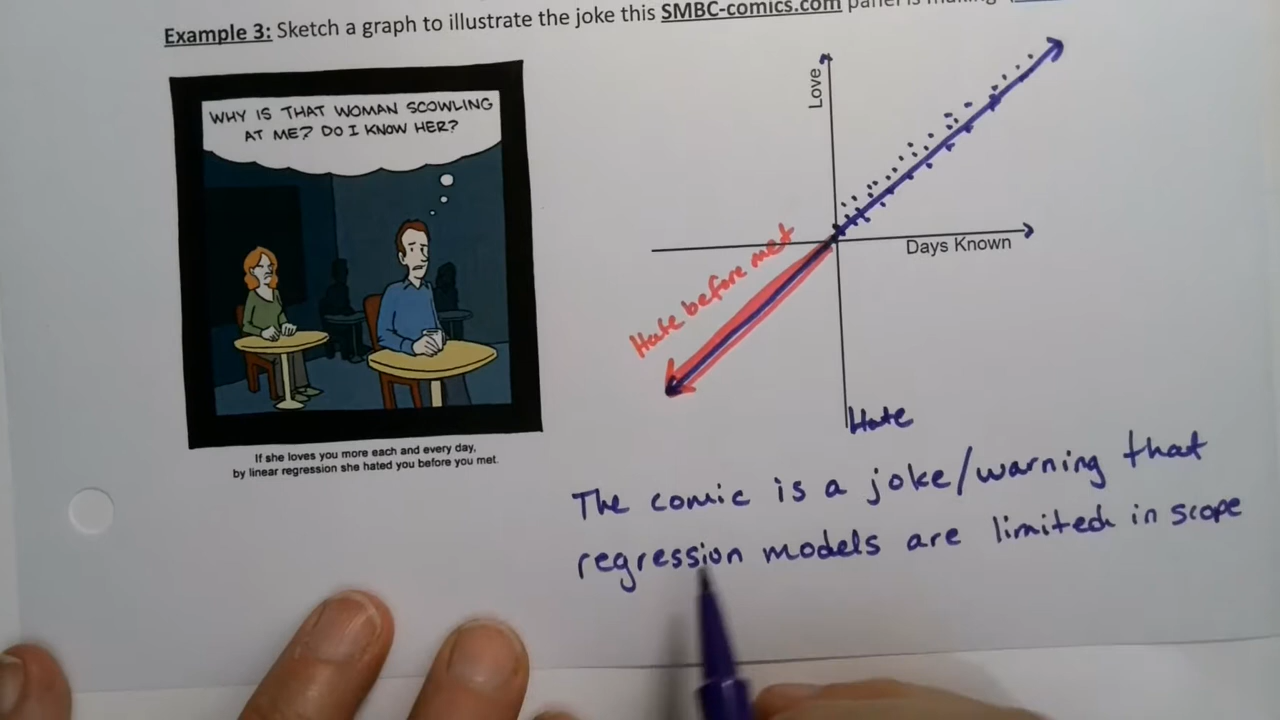 Example 3: Sketch a graph to illustrate the joke this SMBC-comics.com panel is making
WHY IS THAT WOMAN SCOWLING
AT ME? DO I KNOW HER?
If she loves you more each and every day,
by linear regression she hated you before you met.
Love
Days Known
Hate before met
Hate
The comic is a joke/warning that
regression models are limited in scope